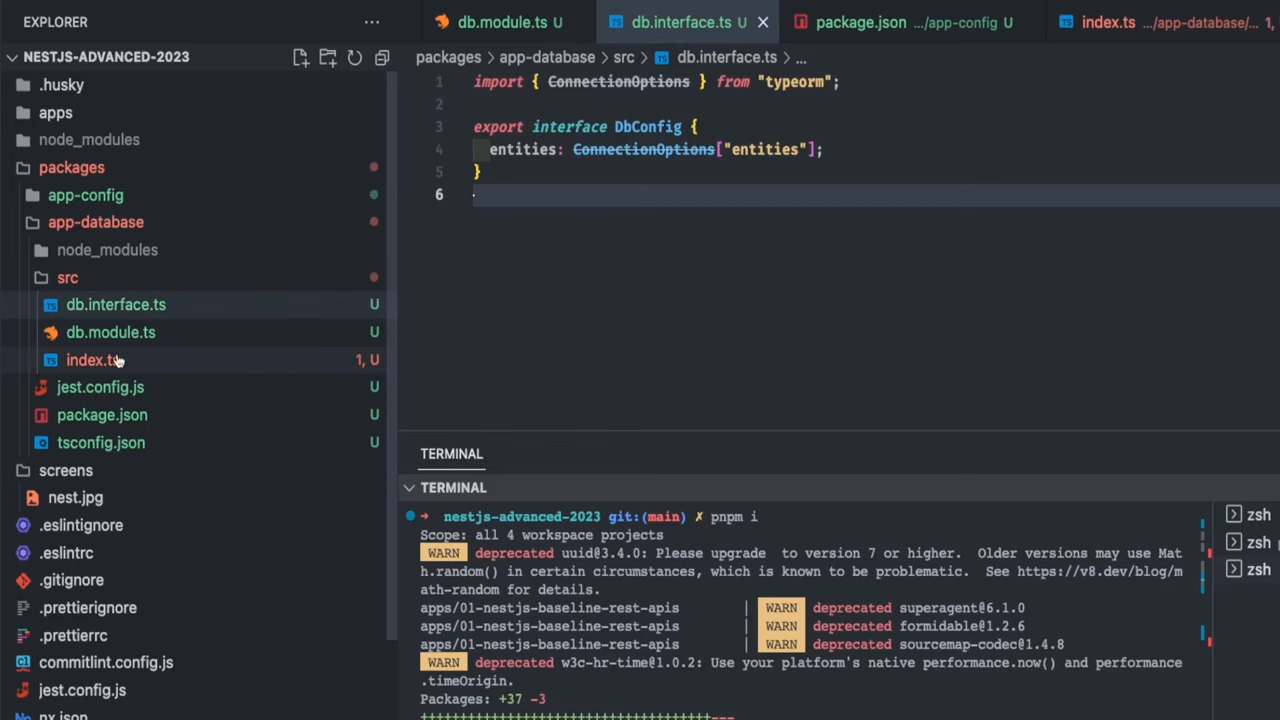 EXPLORER
NESTJS-ADVANCED-2023
.husky
apps
node_modules
packages
app-config
app-database
node_modules
src
db.interface.ts U
db.module.ts U
index.ts 1, U
jest.config.js U
package.json U
tsconfig.json U
screens
nest.jpg
.eslintignore
.eslintrc
.gitignore
.prettierignore
.prettierrc
commitlint.config.js
jest.config.js
nx.json
db.module.ts U
db.interface.ts U
package.json .../app-config U
index.ts .../app-database/... 1,
packages > app-database > src > db.interface.ts > ...
1 import { ConnectionOptions } from "typeorm";
2
3 export interface DbConfig {
4 entities: ConnectionOptions["entities"];
5 }
6
TERMINAL
TERMINAL
→ nestjs-advanced-2023 git:(main) ✗ pnpm i
Scope: all 4 workspace projects
WARN deprecated uuid@3.4.0: Please upgrade to version 7 or higher. Older versions may use Mat
h.random() in certain circumstances, which is known to be problematic. See https://v8.dev/blog/m
ath-random for details.
apps/01-nestjs-baseline-rest-apis | WARN deprecated superagent@6.1.0
apps/01-nestjs-baseline-rest-apis | WARN deprecated formidable@1.2.6
apps/01-nestjs-baseline-rest-apis | WARN deprecated sourcemap-codec@1.4.8
WARN deprecated w3c-hr-time@1.0.2: Use your platform's native performance.now() and performance
.timeOrigin.
Packages: +37 -3
zsh
zsh
zsh